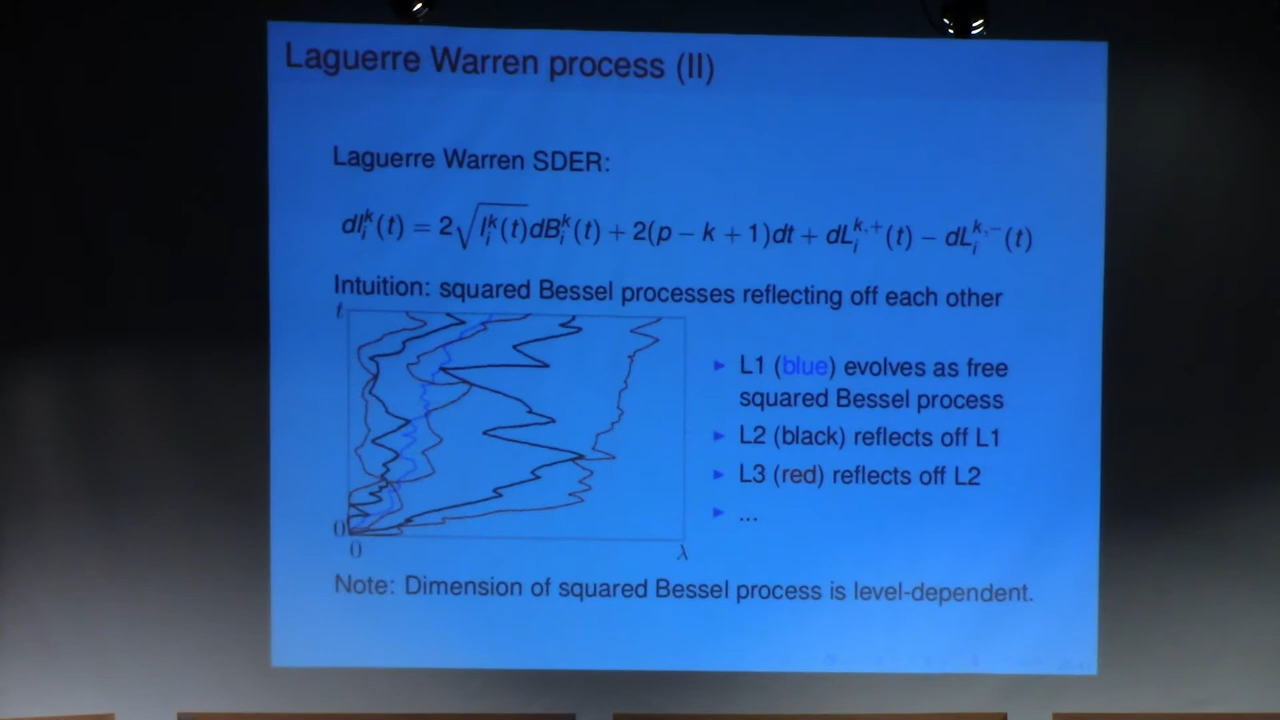 Laguerre Warren process (II)
Laguerre Warren SDER:
dl_i^k(t) = 2√(l_i^k(t)) dB_i^k(t) + 2(p − k + 1)dt + dL_i^{k,+}(t) − dL_i^{k,−}(t)
Intuition: squared Bessel processes reflecting off each other
t
0
0
λ
► L1 (blue) evolves as free
squared Bessel process
► L2 (black) reflects off L1
► L3 (red) reflects off L2
► ...
Note: Dimension of squared Bessel process is level-dependent.